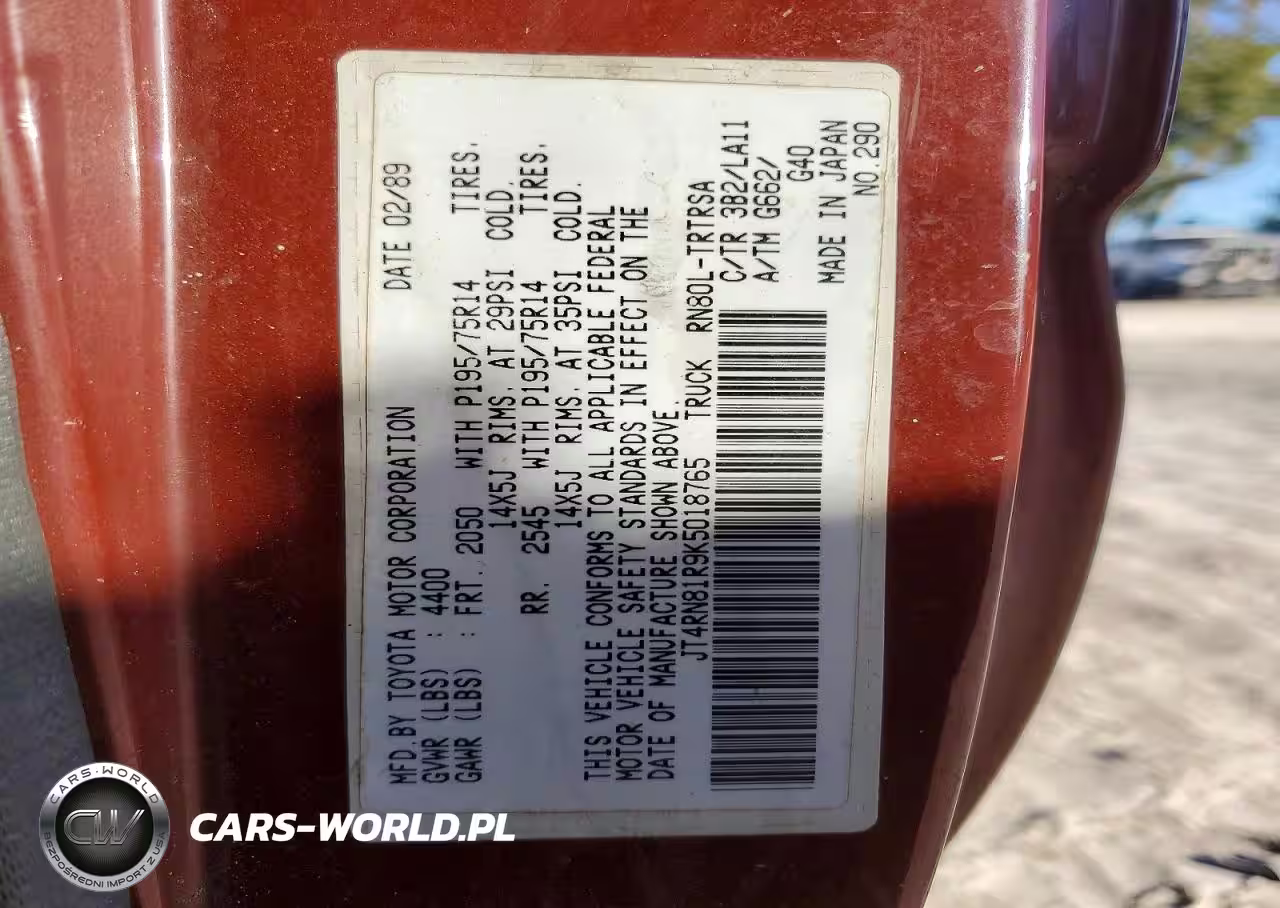 MFD.BY TOYOTA MOTOR CORPORATION DATE 02/89
GVWR (LBS) : 4400
GAWR (LBS) : FRT. 2050 WITH P195/75R14 TIRES.
14X5J RIMS. AT 29PSI COLD.
RR. 2545 WITH P195/75R14 TIRES.
14X5J RIMS. AT 35PSI COLD.
THIS VEHICLE CONFORMS TO ALL APPLICABLE FEDERAL
MOTOR VEHICLE SAFETY STANDARDS IN EFFECT ON THE
DATE OF MANUFACTURE SHOWN ABOVE.
JT4RN81R9K5018765 TRUCK RN80L-TRTRSA
C/TR 3B2/LA11
A/TM G662/
G40
MADE IN JAPAN
NO.290
CARS-WORLD
CW
BEZPOŚREDNI IMPORT Z USA
CARS-WORLD.PL